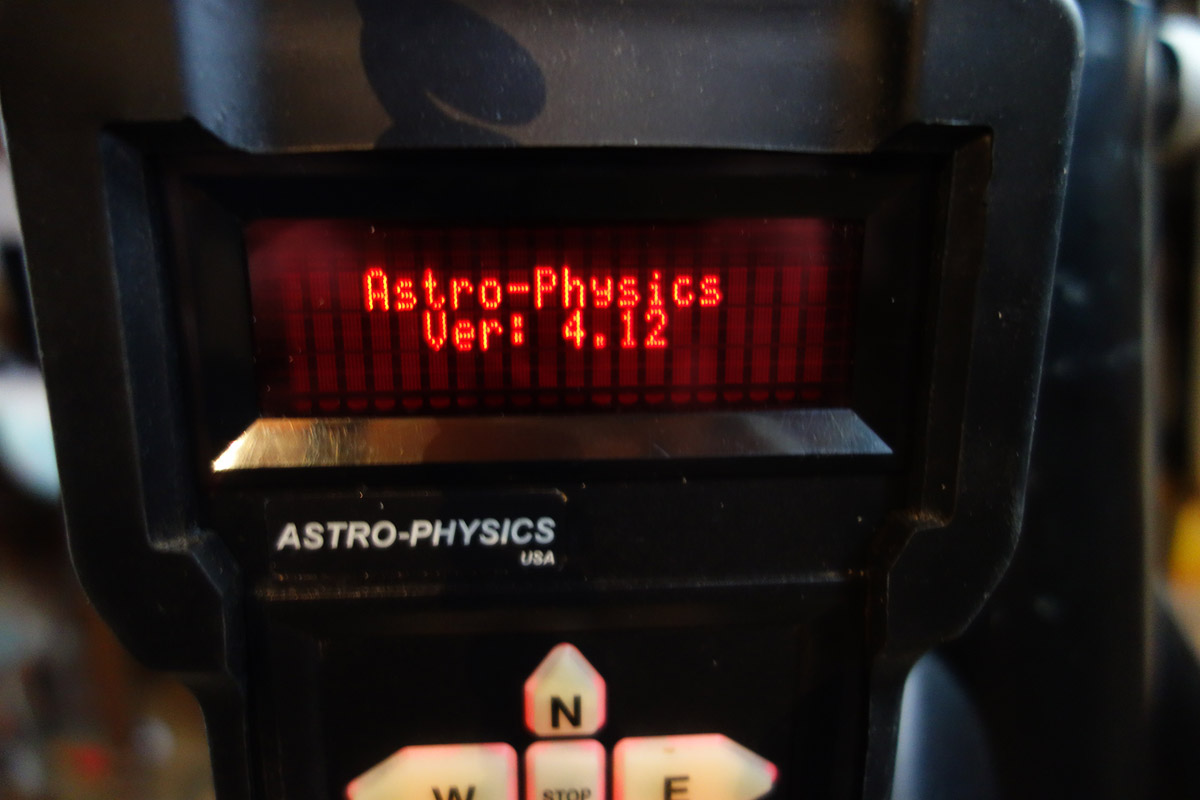 Astro-Physics
Ver: 4.12
ASTRO-PHYSICS
USA
N
W STOP E